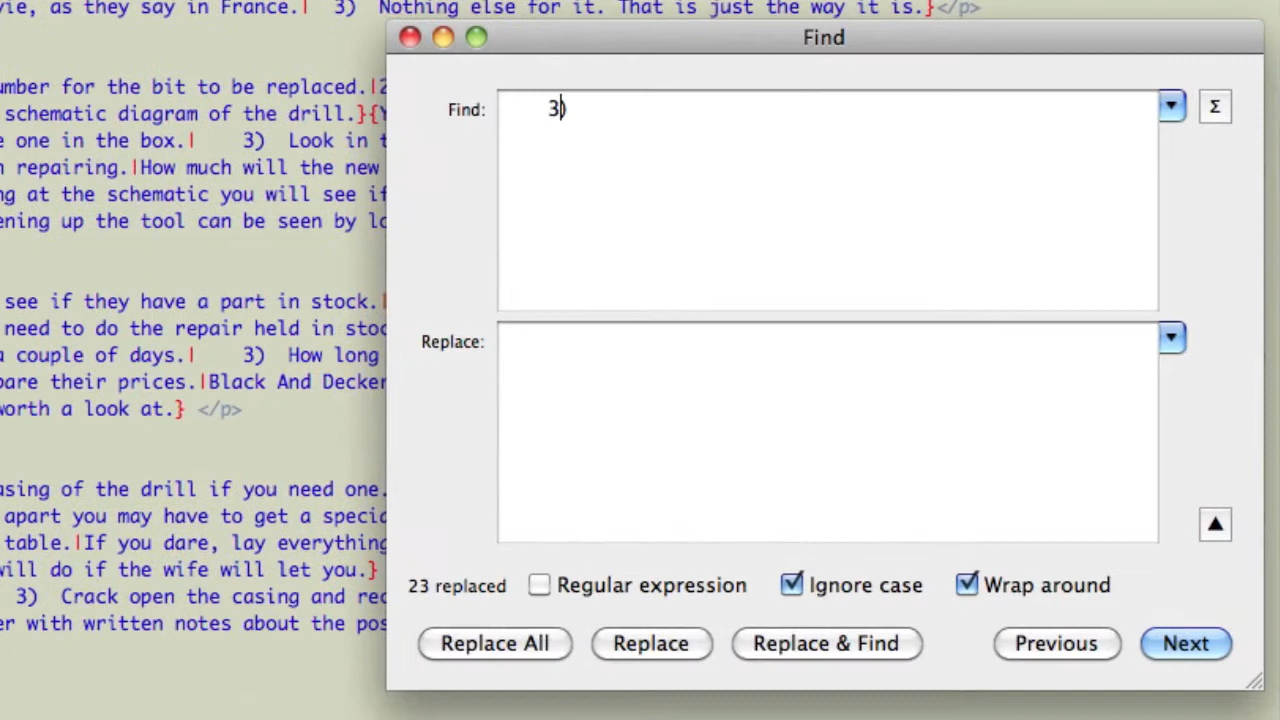 vie, as they say in France.|   3)  Nothing else for it. That is just the way it is.}</p>
Find
umber for the bit to be replaced.|2
schematic diagram of the drill.}{Y
e one in the box.|    3)  Look in t
n repairing.|How much will the new
ng at the schematic you will see if
ening up the tool can be seen by lo
see if they have a part in stock.|
need to do the repair held in stoc
a couple of days.|    3)  How long
pare their prices.|Black And Decker
worth a look at.} </p>
asing of the drill if you need one.
apart you may have to get a specia
table.|If you dare, lay everything
will do if the wife will let you.}
3)  Crack open the casing and rec
er with written notes about the pos
Find:
3)
Σ
Replace:
23 replaced Regular expression Ignore case Wrap around
Replace All Replace Replace & Find Previous Next